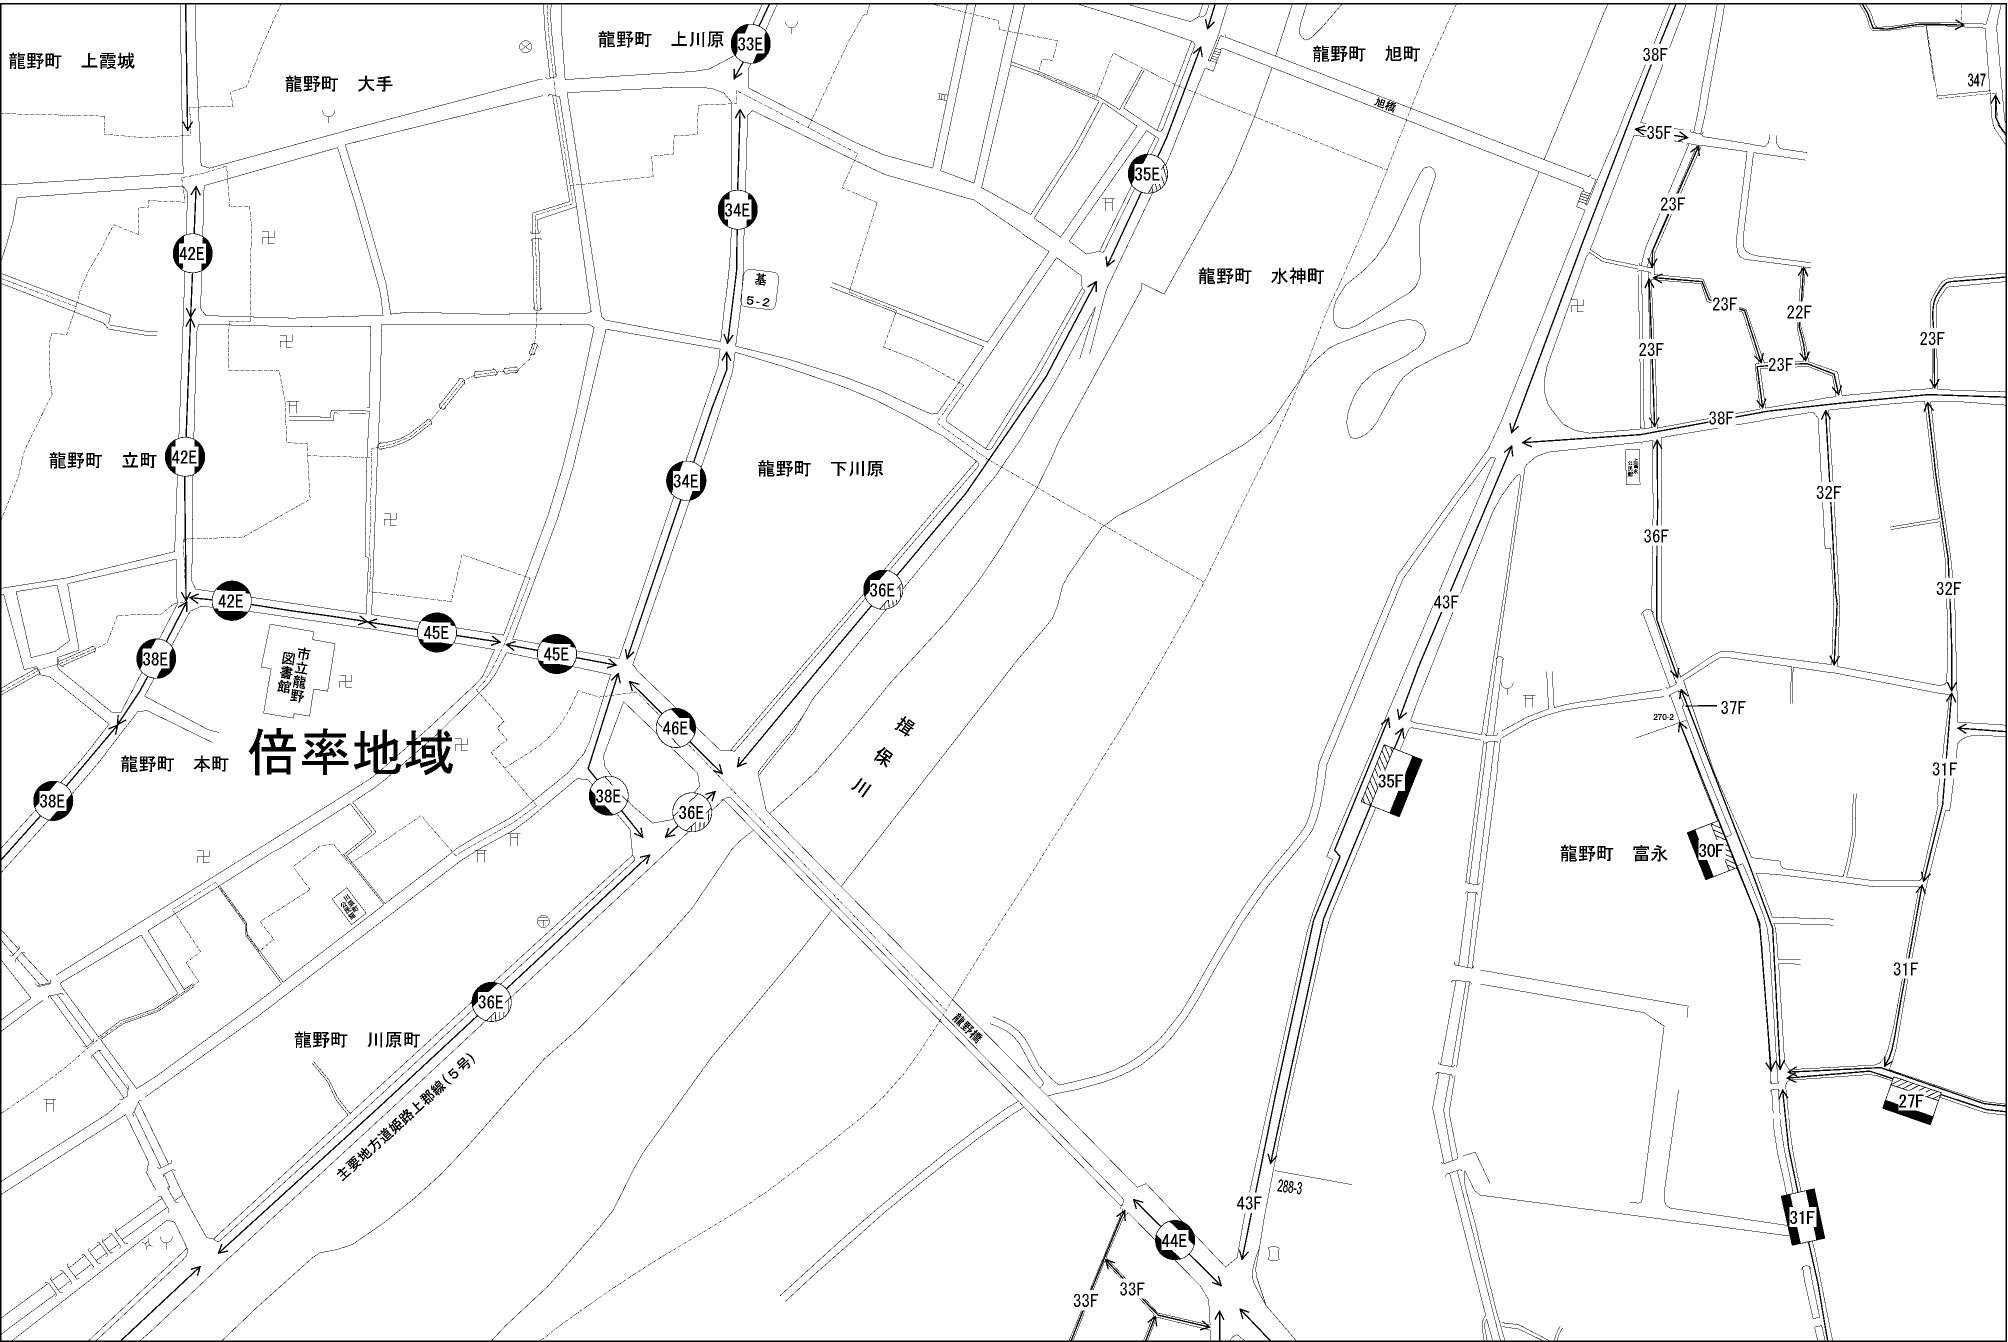 龍野町 上霞城
龍野町 大手
龍野町 上川原
33E
龍野町 旭町
38F
347
旭橋
35F
35E
23F
34E
42E
基
5-2
龍野町 水神町
23F
22F
23F
23F
23F
38F
龍野町 立町
42E
34E
龍野町 下川原
32F
36F
36E
42E
45E
45E
38E
43F
32F
市立龍野
図書館
46E
37F
270-2
龍野町 本町
倍率地域
揖保川
31F
35F
38E
38E
36E
30F
龍野町 富永
31F
36E
龍野町 川原町
主要地方道姫路上郡線(5号)
龍野橋
27F
288-3
43F
31F
44E
33F
33F